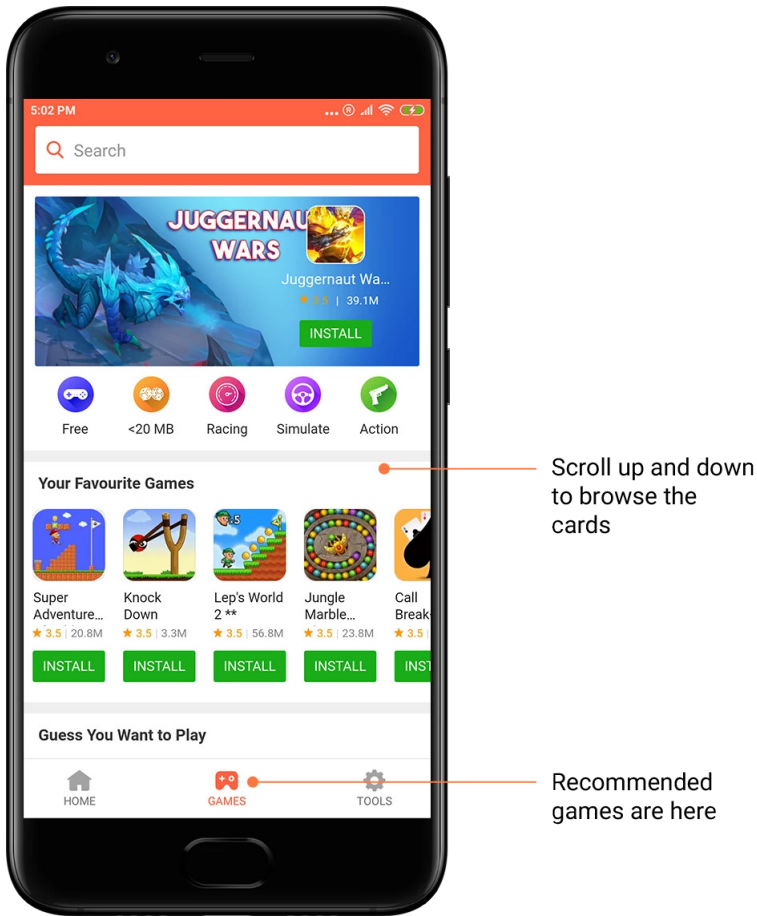 5:02 PM
Search
JUGGERNAU
WARS
Juggernaut Wa...
3.5 | 39.1M
INSTALL
Free
<20 MB
Racing
Simulate
Action
Scroll up and down
to browse the
cards
Your Favourite Games
Super
Adventure...
3.5 | 20.8M
INSTALL
Knock
Down
3.5 | 3.3M
INSTALL
Lep's World
2 **
3.5 | 56.8M
INSTALL
Jungle
Marble...
3.5 | 23.8M
INSTALL
Call
Break
3.5 |
INST
Guess You Want to Play
HOME
GAMES
TOOLS
Recommended
games are here